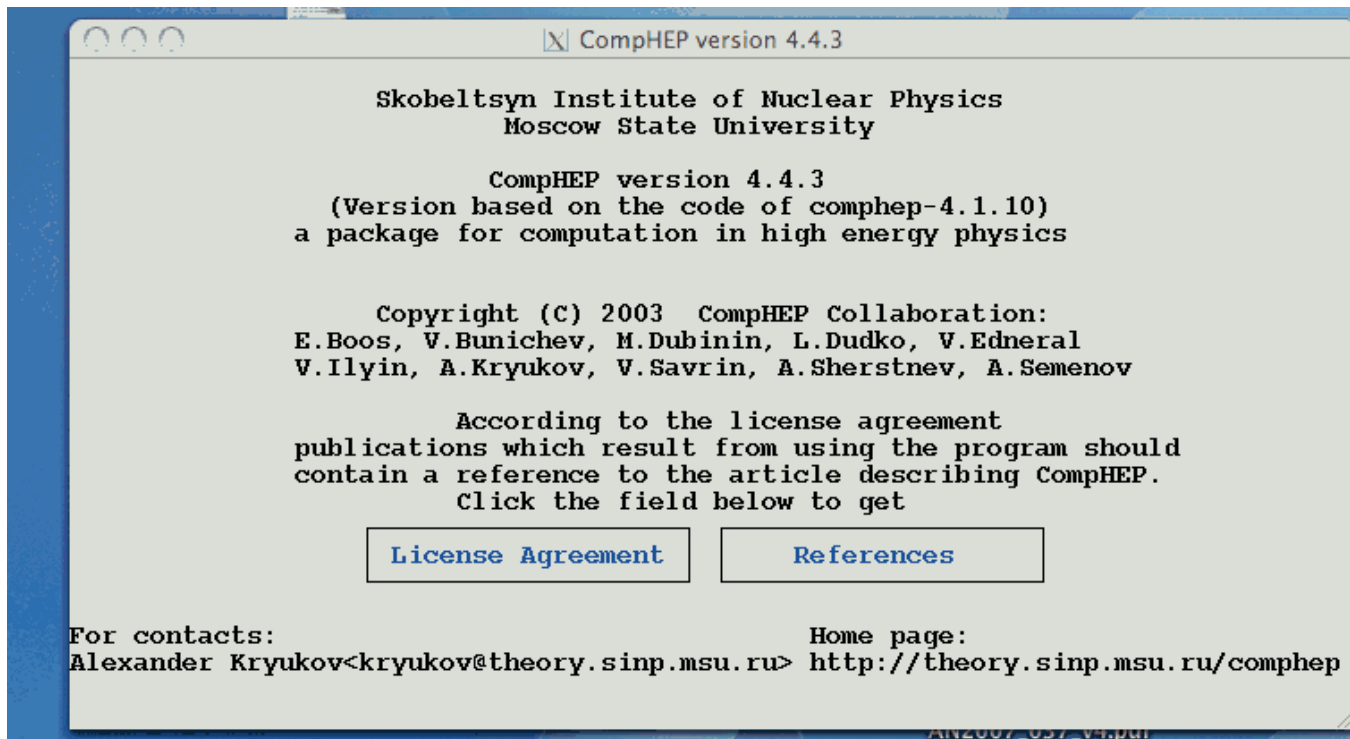 CompHEP version 4.4.3
Skobeltsyn Institute of Nuclear Physics
Moscow State University
CompHEP version 4.4.3
(Version based on the code of comphep-4.1.10)
a package for computation in high energy physics
Copyright (C) 2003  CompHEP Collaboration:
E.Boos, V.Bunichev, M.Dubinin, L.Dudko, V.Edneral
V.Ilyin, A.Kryukov, V.Savrin, A.Sherstnev, A.Semenov
According to the license agreement
publications which result from using the program should
contain a reference to the article describing CompHEP.
Click the field below to get
License Agreement References
For contacts: Home page:
Alexander Kryukov<kryukov@theory.sinp.msu.ru> http://theory.sinp.msu.ru/comphep